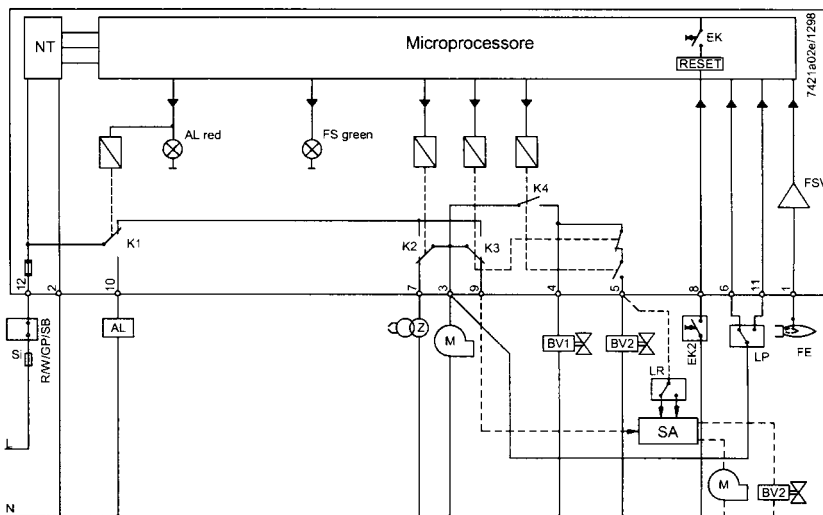 NT
Microprocessore
EK
RESET
7421a02e/1298
AL red
FS green
FSV
K4
K1
K2
K3
12
2
10
7
3
9
4
5
8
6
11
1
Si
R/W/GP/SB
AL
Z
M
BV1
BV2
EK2
LP
FE
LR
SA
L
M
BV2
N